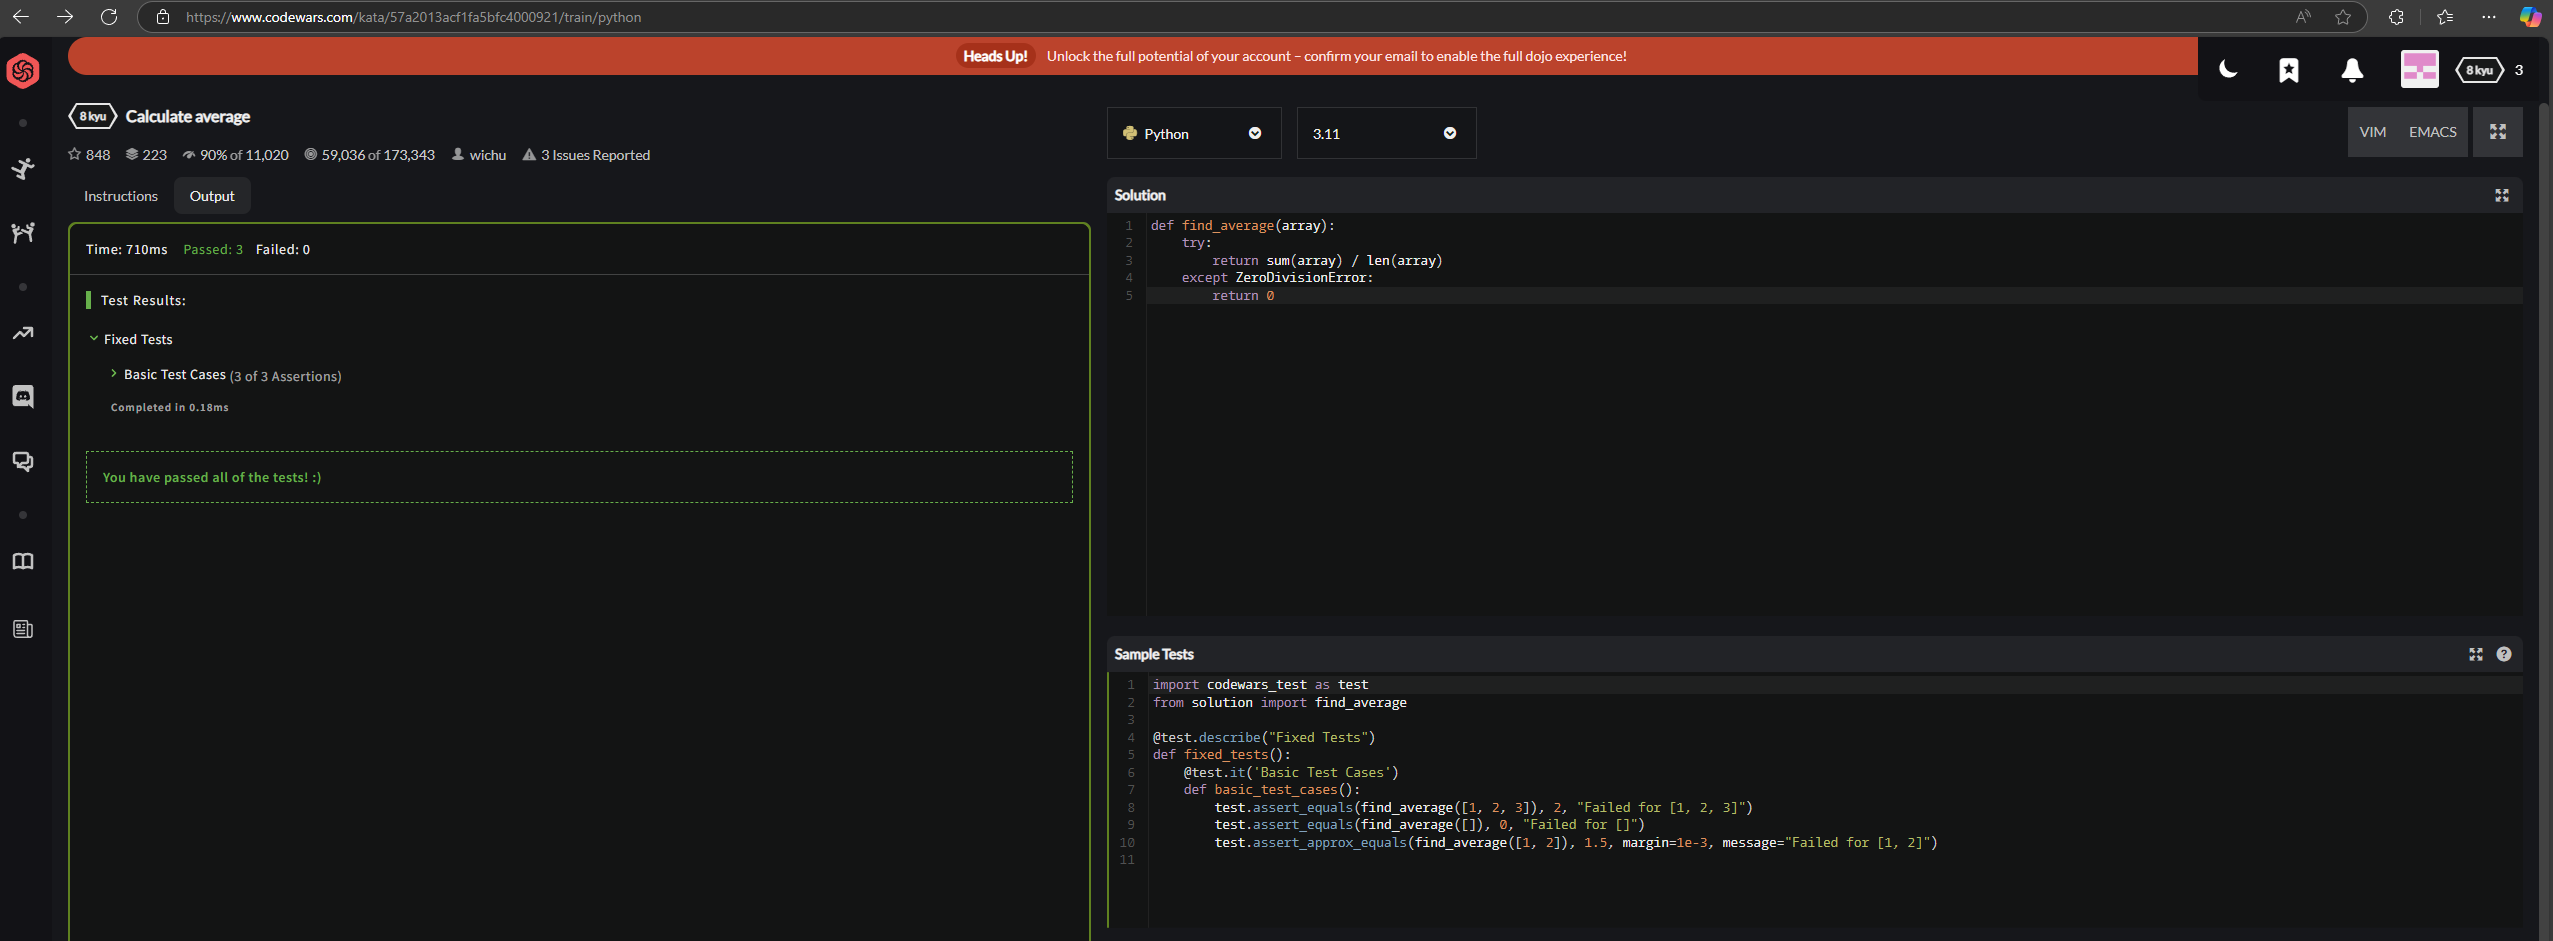 https://www.codewars.com/kata/57a2013acf1fa5bfc4000921/train/python
Heads Up! Unlock the full potential of your account – confirm your email to enable the full dojo experience!
8 kyu 3
8 kyu Calculate average
848 223 90% of 11,020 59,036 of 173,343 wichu 3 Issues Reported
Instructions Output
Time: 710ms Passed: 3 Failed: 0
Test Results:
Fixed Tests
Basic Test Cases (3 of 3 Assertions)
Completed in 0.18ms
You have passed all of the tests! :)
Python 3.11 VIM EMACS
Solution
1 def find_average(array):
2     try:
3         return sum(array) / len(array)
4     except ZeroDivisionError:
5         return 0
Sample Tests
1 import codewars_test as test
2 from solution import find_average
3
4 @test.describe("Fixed Tests")
5 def fixed_tests():
6     @test.it('Basic Test Cases')
7     def basic_test_cases():
8         test.assert_equals(find_average([1, 2, 3]), 2, "Failed for [1, 2, 3]")
9         test.assert_equals(find_average([]), 0, "Failed for []")
10         test.assert_approx_equals(find_average([1, 2]), 1.5, margin=1e-3, message="Failed for [1, 2]")
11